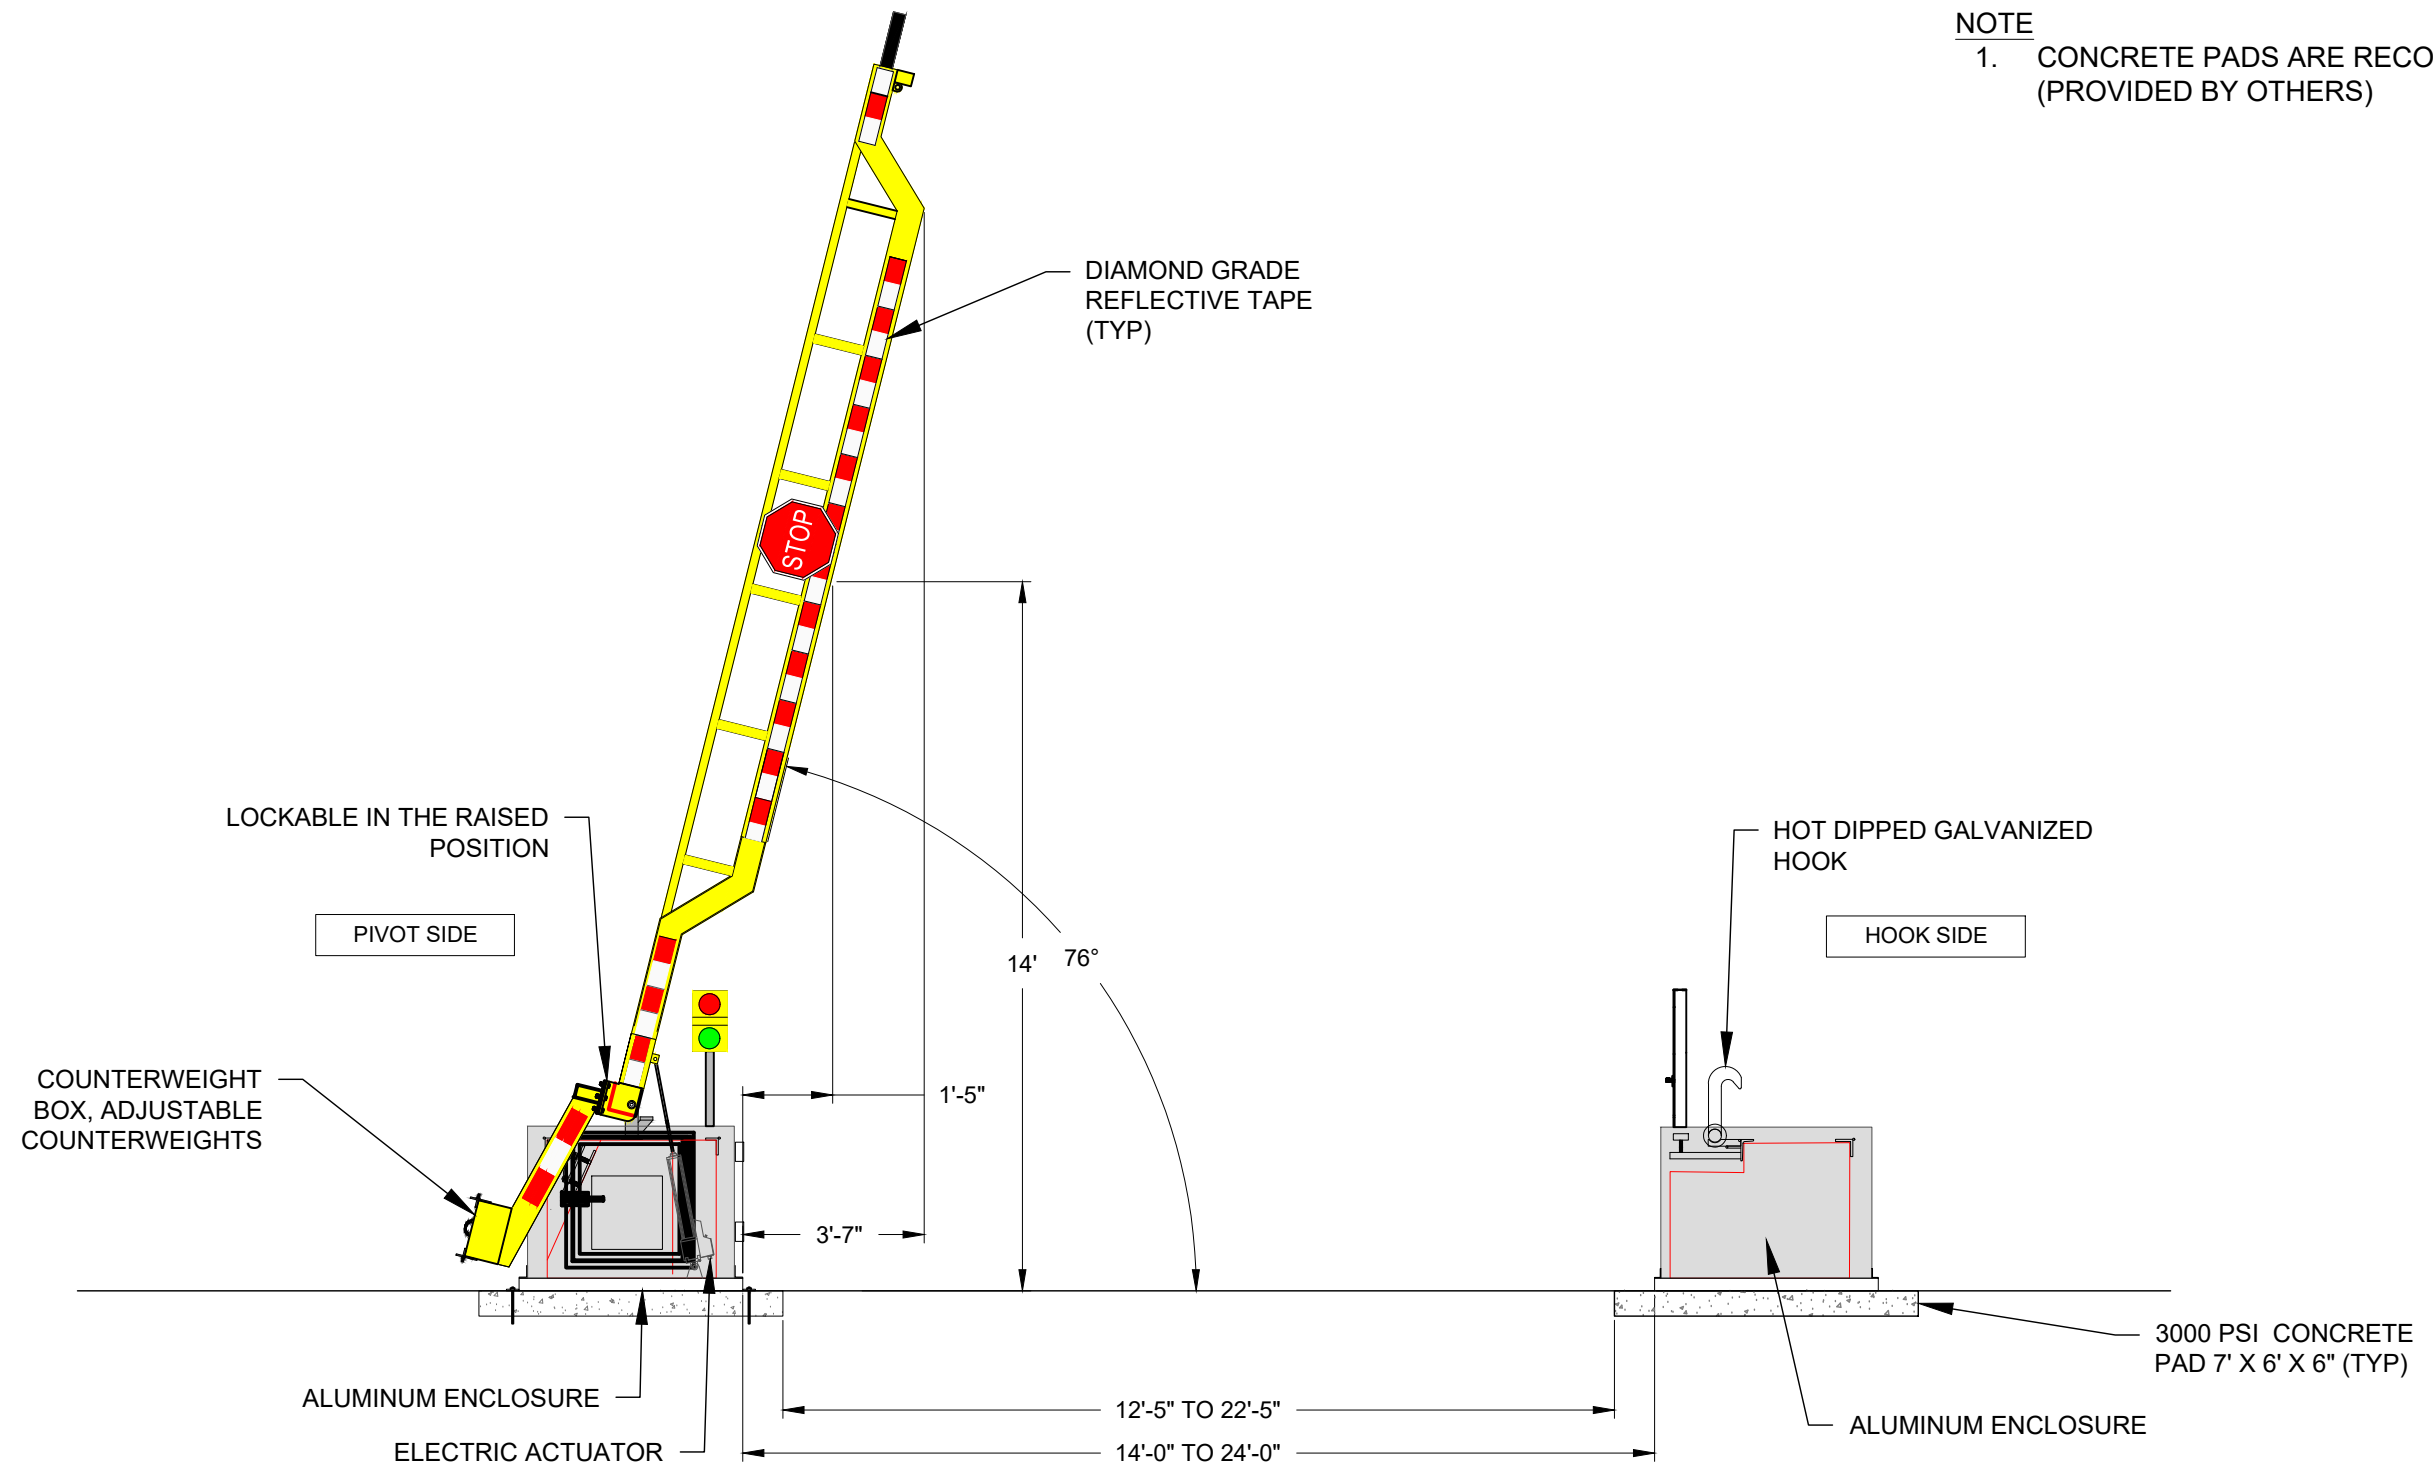 NOTE
1. CONCRETE PADS ARE
(PROVIDED BY OTHERS)
DIAMOND GRADE
REFLECTIVE TAPE
(TYP)
STOP
LOCKABLE IN THE RAISED
POSITION
HOT DIPPED GALVANIZED
HOOK
PIVOT SIDE
HOOK SIDE
14'
76°
COUNTERWEIGHT
BOX, ADJUSTABLE
COUNTERWEIGHTS
1'-5"
3'-7"
3000 PSI CONCRETE
PAD 7' X 6' X 6" (TYP)
ALUMINUM ENCLOSURE
12'-5" TO 22'-5"
ALUMINUM ENCLOSURE
ELECTRIC ACTUATOR
14'-0" TO 24'-0"